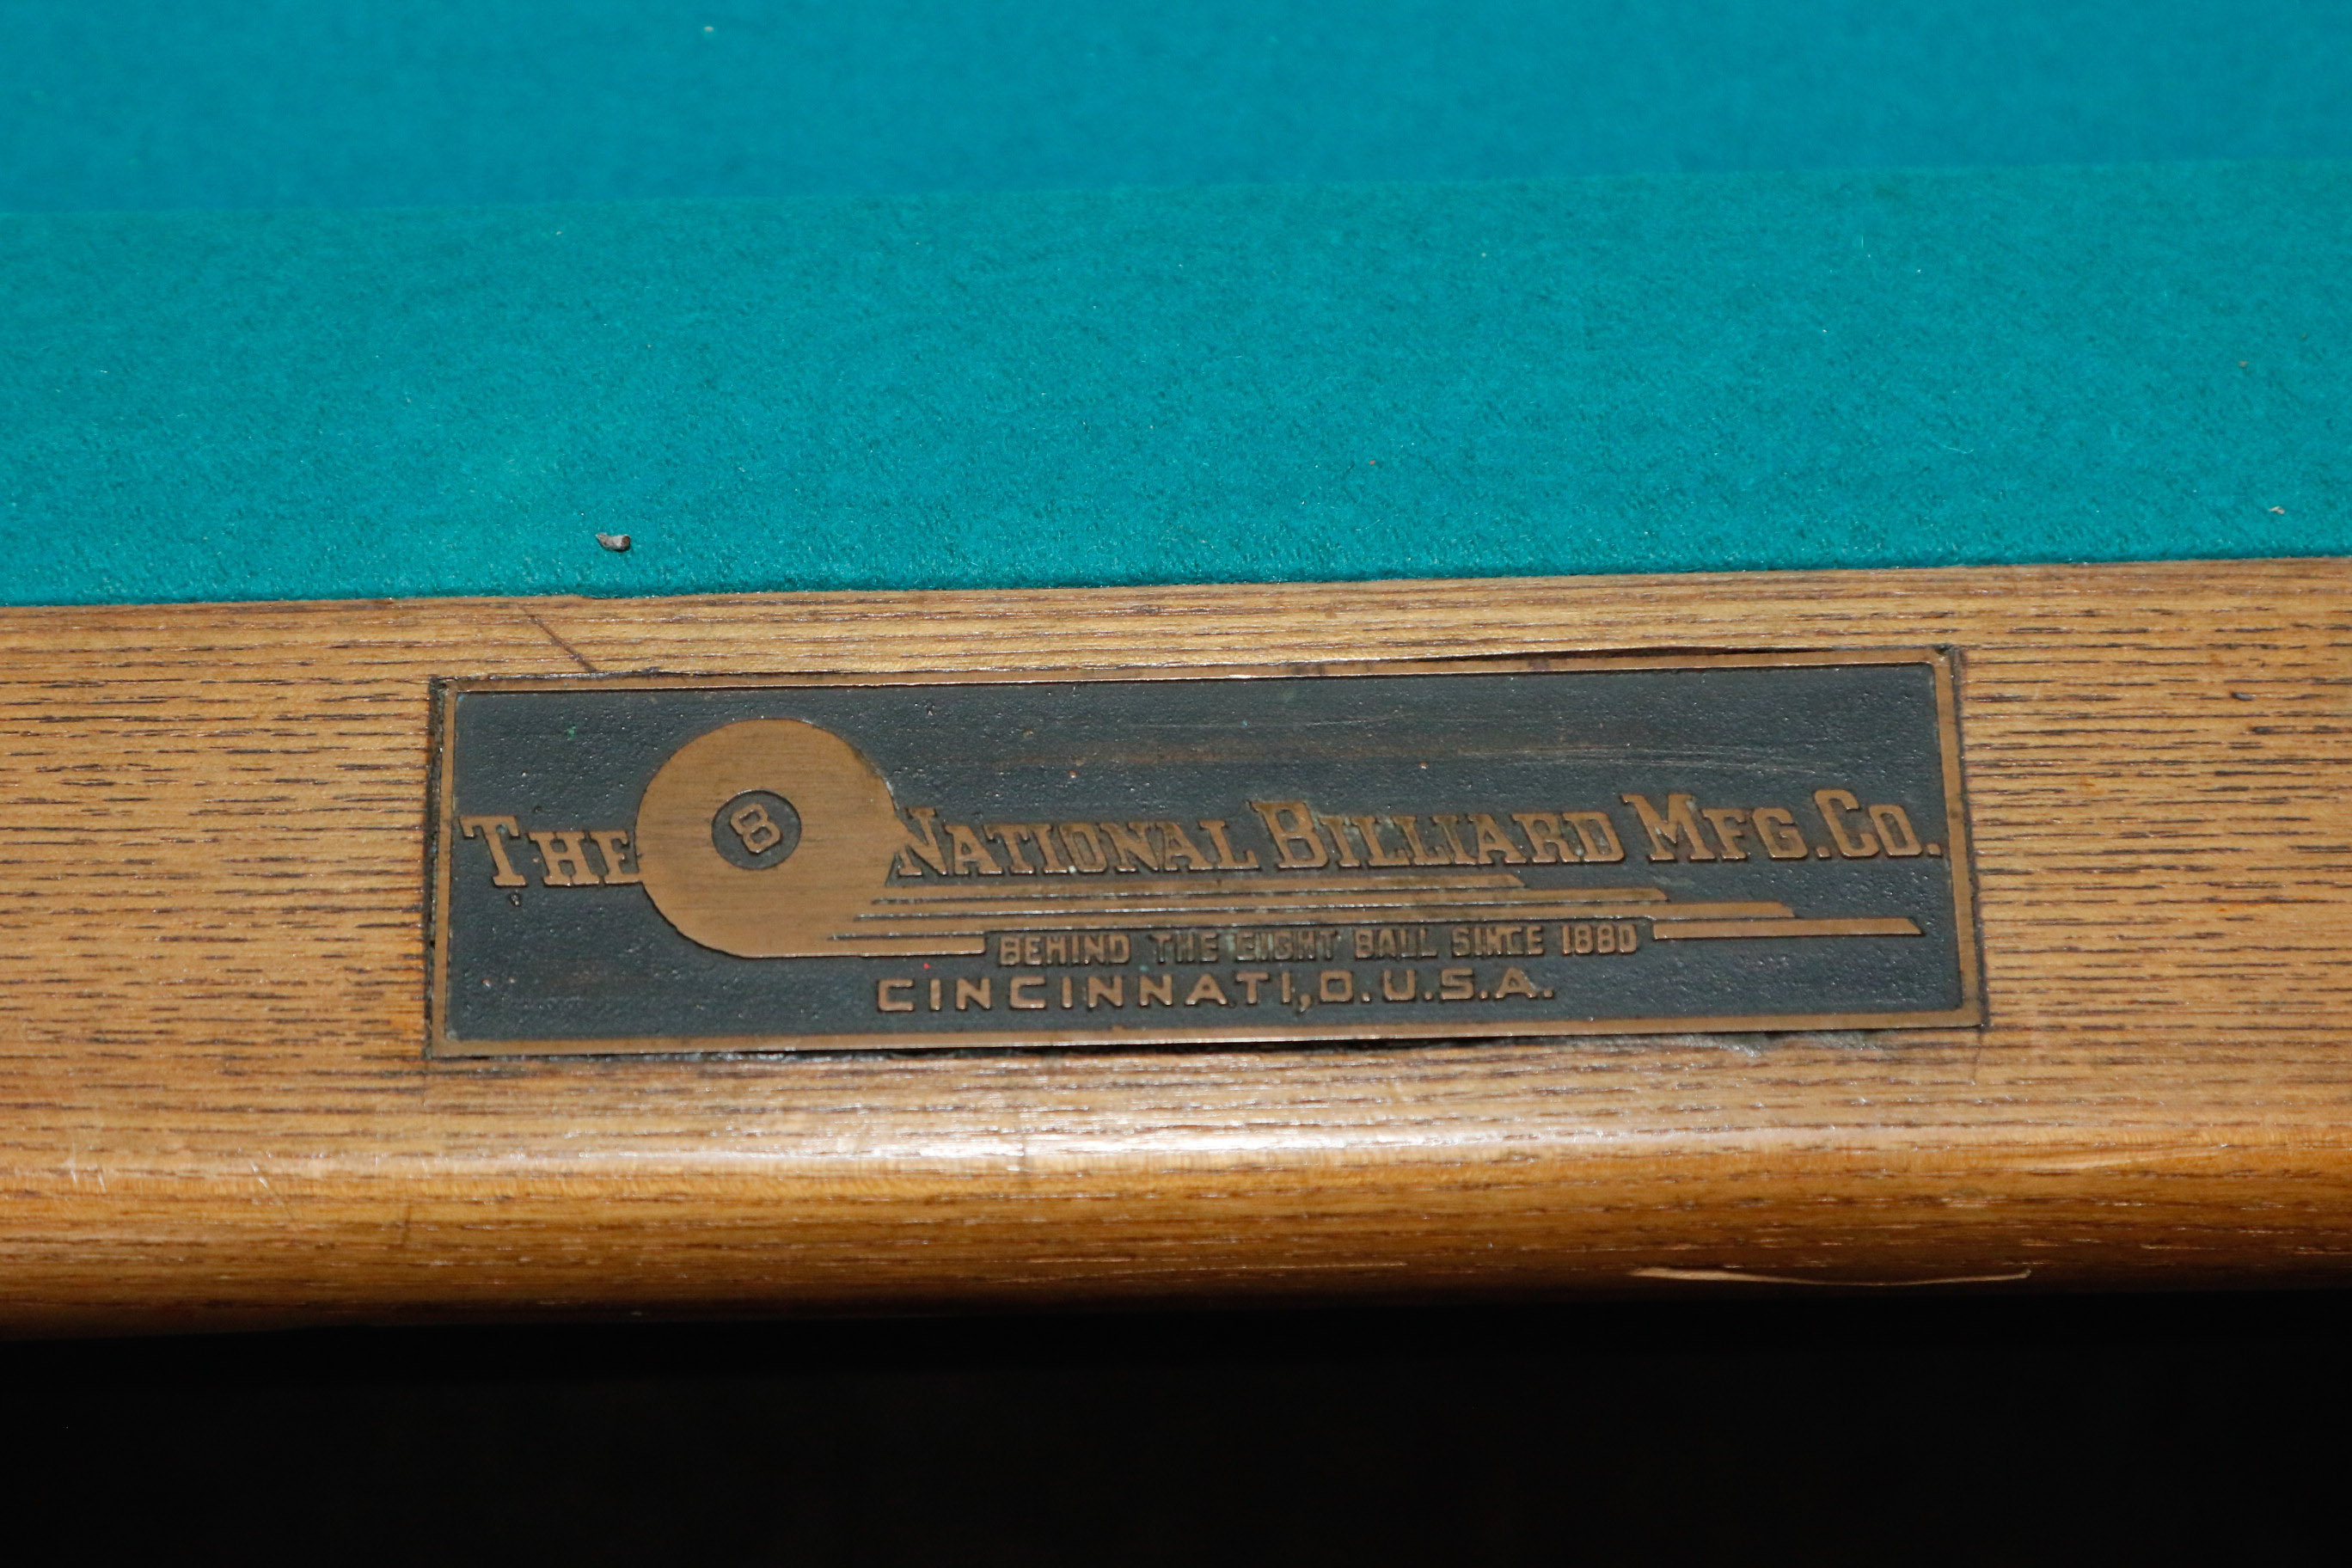 THE 8 NATIONAL BILLIARD MFG. CO.
BEHIND THE EIGHT BALL SINCE 1880
CINCINNATI, O. U.S.A.